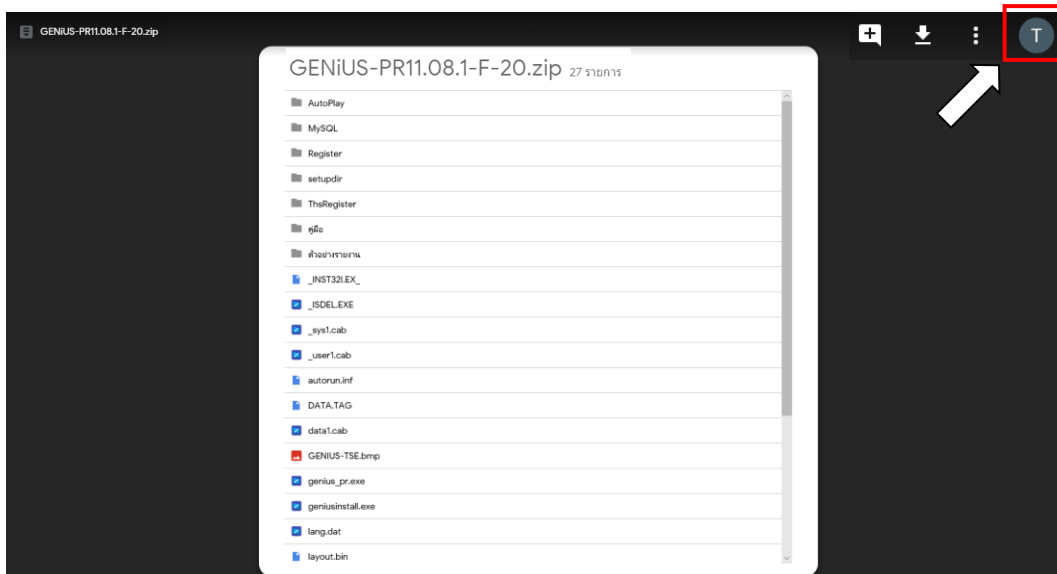 GENiUS-PR11.08.1-F-20.zip
T
GENiUS-PR11.08.1-F-20.zip 27 รายการ
AutoPlay
MySQL
Register
setupdir
ThsRegister
คู่มือ
ตัวอย่างรายงาน
_INST32I.EX_
_ISDEL.EXE
_sys1.cab
_user1.cab
autorun.inf
DATA.TAG
data1.cab
GENIUS-TSE.bmp
genius_pr.exe
geniusinstall.exe
lang.dat
layout.bin